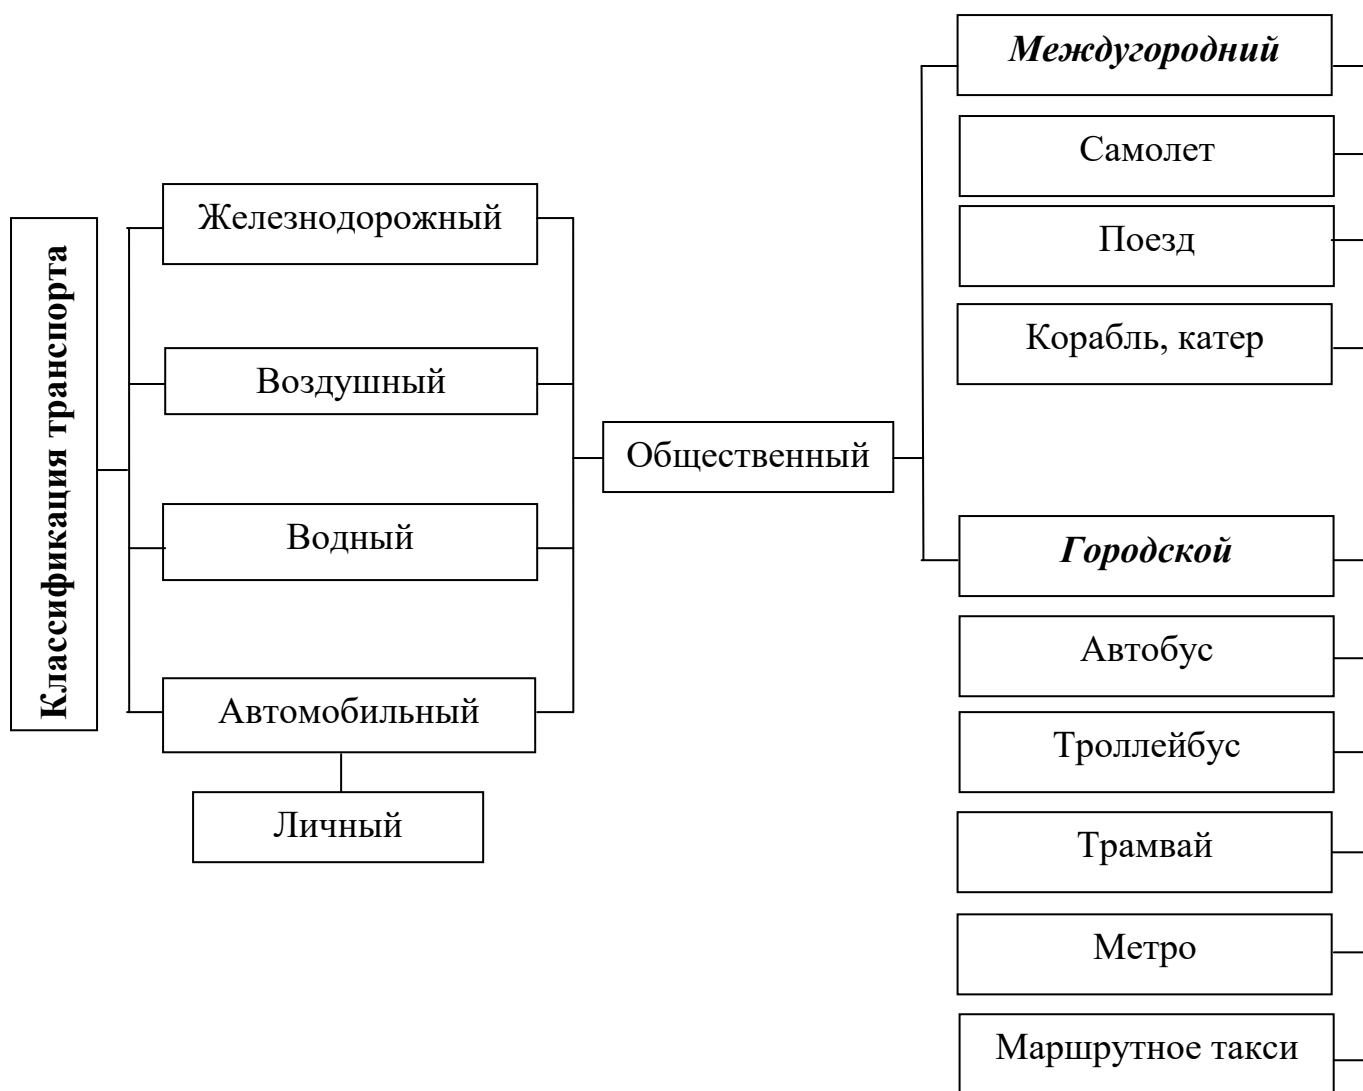 Классификация транспорта
Железнодорожный
Воздушный
Водный
Автомобильный
Личный
Общественный
Междугородний
Самолет
Поезд
Корабль, катер
Городской
Автобус
Троллейбус
Трамвай
Метро
Маршрутное такси